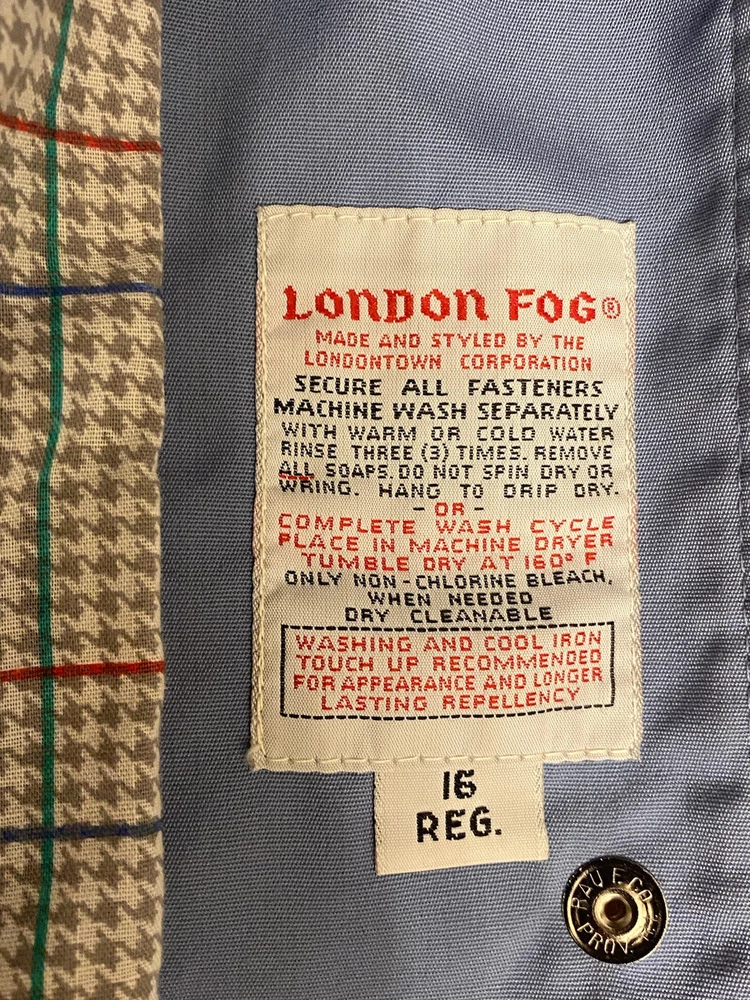 LONDON FOG®
MADE AND STYLED BY THE
LONDONTOWN CORPORATION
SECURE ALL FASTENERS
MACHINE WASH SEPARATELY
WITH WARM OR COLD WATER
RINSE THREE (3) TIMES. REMOVE
ALL SOAPS. DO NOT SPIN DRY OR
WRING. HANG TO DRIP DRY.
- OR -
COMPLETE WASH CYCLE
PLACE IN MACHINE DRYER
TUMBLE DRY AT 160° F
ONLY NON-CHLORINE BLEACH,
WHEN NEEDED
DRY CLEANABLE
WASHING AND COOL IRON
TOUCH UP RECOMMENDED
FOR APPEARANCE AND LONGER
LASTING REPELLENCY
16
REG.
RAU F. CO.
PROV.